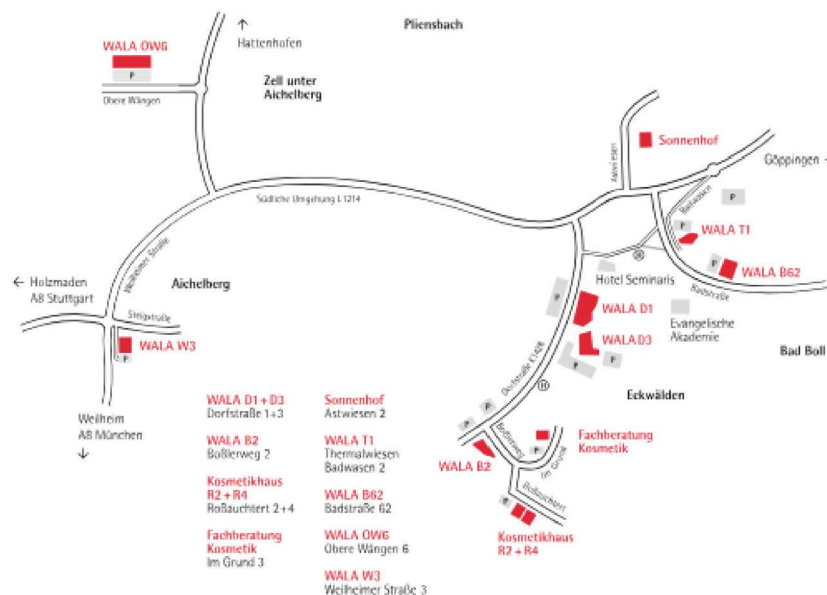 Pliensbach
Hattenhofen
WALA OW6
P
Obere Wängen
Zell unter
Aichelberg
Sonnenhof
Astwiesen
Göppingen
Badwasen
P
P
WALA T1
Südliche Umgehung L1214
Weilheimer Straße
Holzmaden
A8 Stuttgart
Aichelberg
H
Hotel Seminaris
P
WALA B62
Badstraße
Steigstraße
P
WALA D1
Evangelische
Akademie
WALA W3
P
WALA D3
P
P
Bad Boll
Dorfstraße K1428
H
Eckwälden
Weilheim
A8 München
WALA D1 + D3
Dorfstraße 1+3
WALA B2
Boßlerweg 2
Kosmetikhaus
R2 + R4
Roßauchtert 2+4
Fachberatung
Kosmetik
Im Grund 3
Sonnenhof
Astwiesen 2
WALA T1
Thermalwiesen
Badwasen 2
WALA B62
Badstraße 62
WALA OW6
Obere Wängen 6
WALA W3
Weilheimer Straße 3
P
P
WALA B2
Boßlerweg
P
Im Grund
Fachberatung
Kosmetik
Roßauchtert
P
Kosmetikhaus
R2 + R4